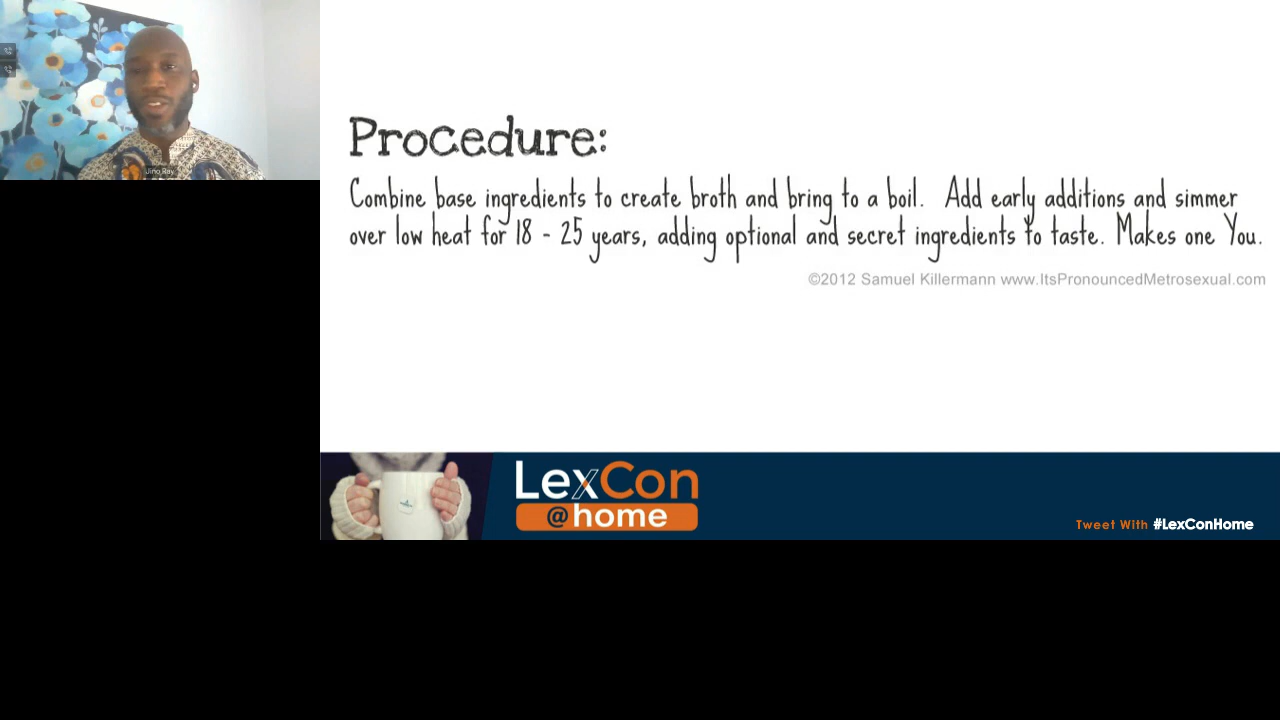 Jino Ray
Procedure:
Combine base ingredients to create broth and bring to a boil. Add early additions and simmer
over low heat for 18 - 25 years, adding optional and secret ingredients to taste. Makes one You.
©2012 Samuel Killermann www.ItsPronouncedMetrosexual.com
LexCon
@home
Tweet With #LexConHome